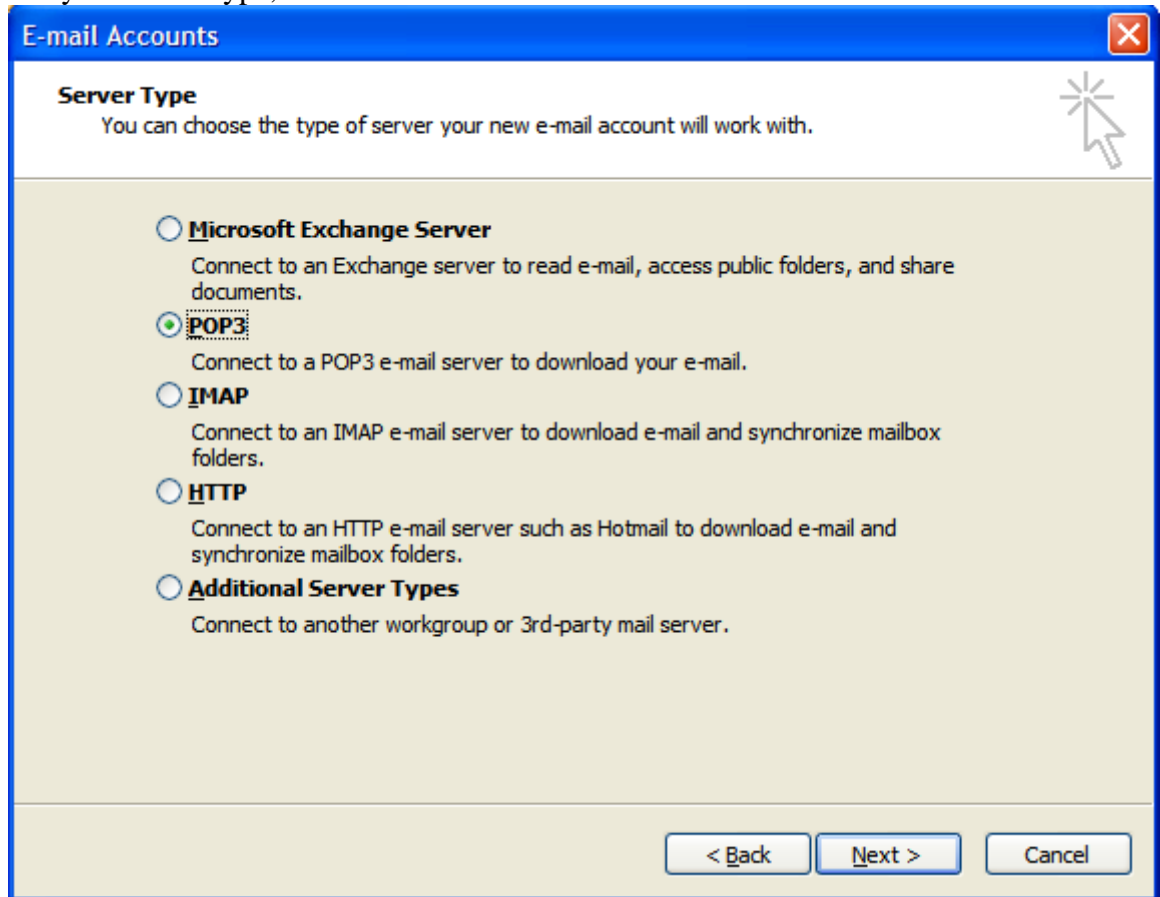 E-mail Accounts
Server Type
You can choose the type of server your new e-mail account will work with.
Microsoft Exchange Server
Connect to an Exchange server to read e-mail, access public folders, and share
documents.
POP3
Connect to a POP3 e-mail server to download your e-mail.
IMAP
Connect to an IMAP e-mail server to download e-mail and synchronize mailbox
folders.
HTTP
Connect to an HTTP e-mail server such as Hotmail to download e-mail and
synchronize mailbox folders.
Additional Server Types
Connect to another workgroup or 3rd-party mail server.
< Back Next > Cancel